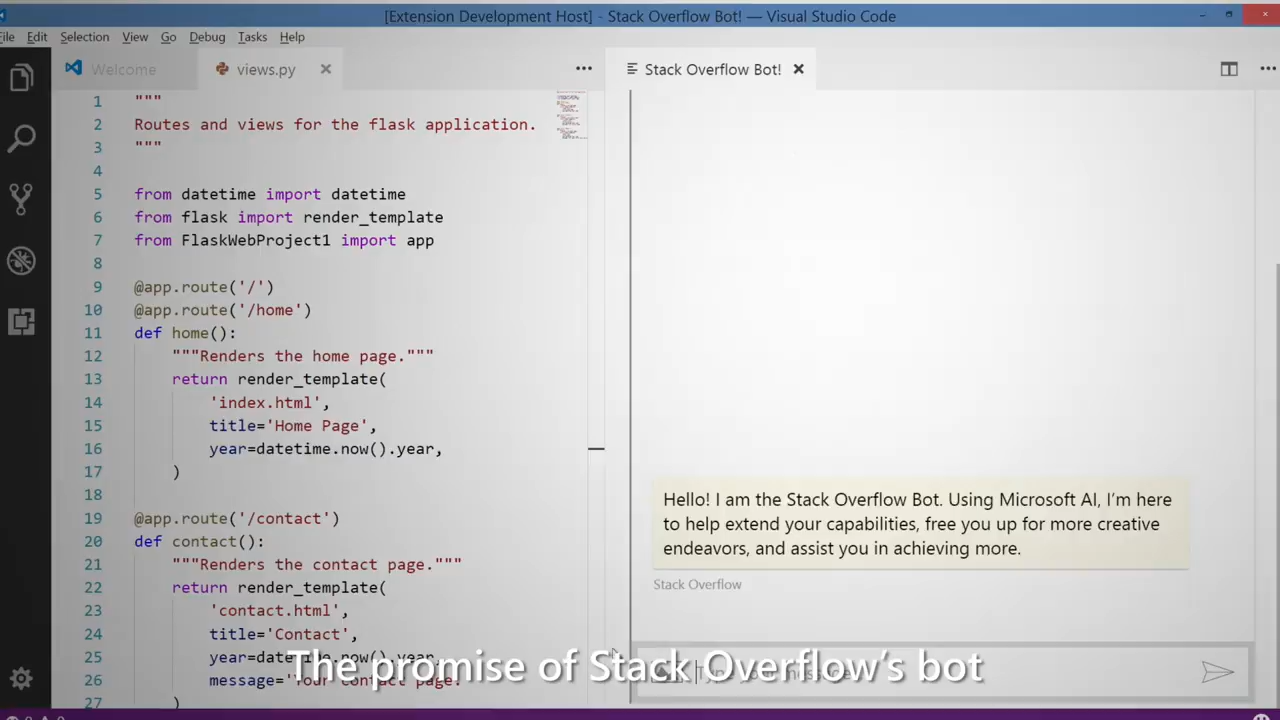 [Extension Development Host] - Stack Overflow Bot! — Visual Studio Code
File Edit Selection View Go Debug Tasks Help
Welcome
views.py
Stack Overflow Bot!
1 """
2 Routes and views for the flask application.
3 """
4
5 from datetime import datetime
6 from flask import render_template
7 from FlaskWebProject1 import app
8
9 @app.route('/')
10 @app.route('/home')
11 def home():
12 """Renders the home page."""
13 return render_template(
14 'index.html',
15 title='Home Page',
16 year=datetime.now().year,
17 )
18
19 @app.route('/contact')
20 def contact():
21 """Renders the contact page."""
22 return render_template(
23 'contact.html',
24 title='Contact',
25 year=datetime.now().year,
26 message='Your contact page.'
27 )
Hello! I am the Stack Overflow Bot. Using Microsoft AI, I’m here
to help extend your capabilities, free you up for more creative
endeavors, and assist you in achieving more.
Stack Overflow
The promise of Stack Overflow’s bot